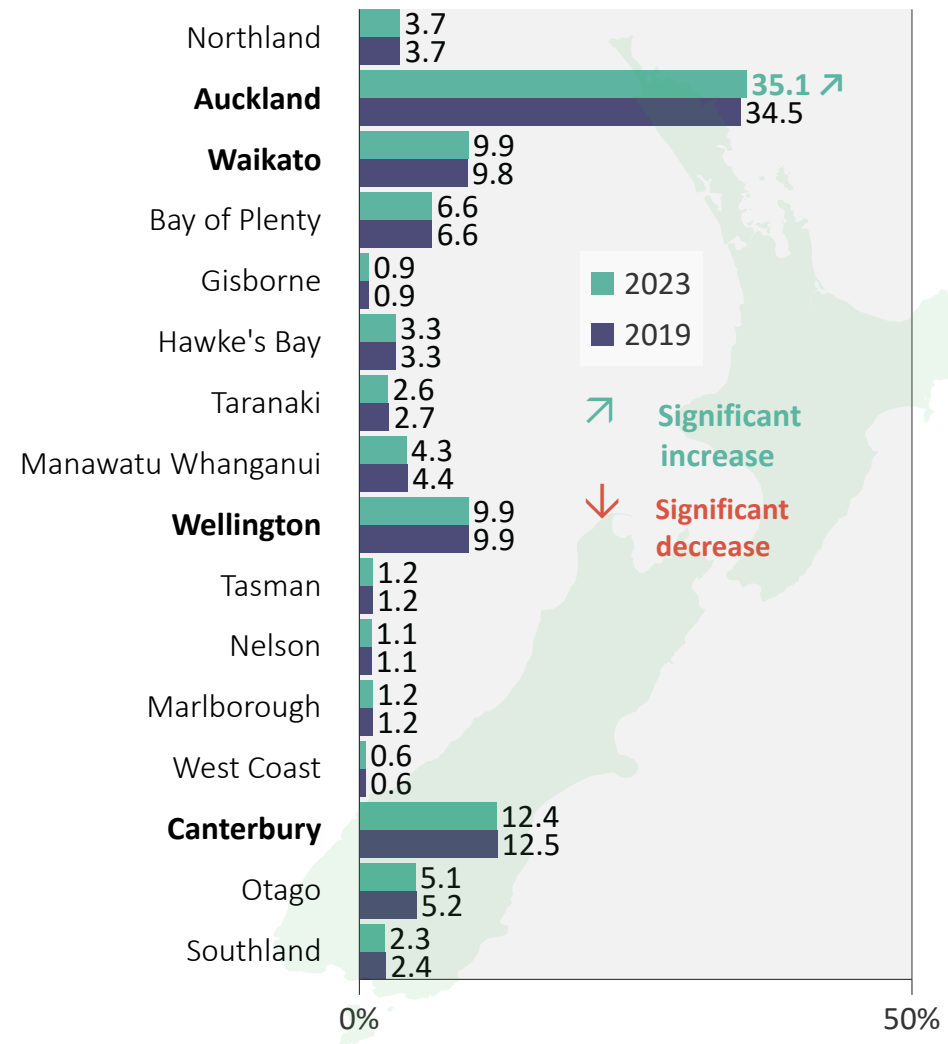 Northland
3.7
3.7
Auckland
35.1 ↗
34.5
Waikato
9.9
9.8
Bay of Plenty
6.6
6.6
Gisborne
0.9
0.9
Hawke's Bay
3.3
3.3
Taranaki
2.6
2.7
Manawatu Whanganui
4.3
4.4
Wellington
9.9
9.9
Tasman
1.2
1.2
Nelson
1.1
1.1
Marlborough
1.2
1.2
West Coast
0.6
0.6
Canterbury
12.4
12.5
Otago
5.1
5.2
Southland
2.3
2.4
0%
50%
2023
2019
↗ Significant
increase
↓ Significant
decrease